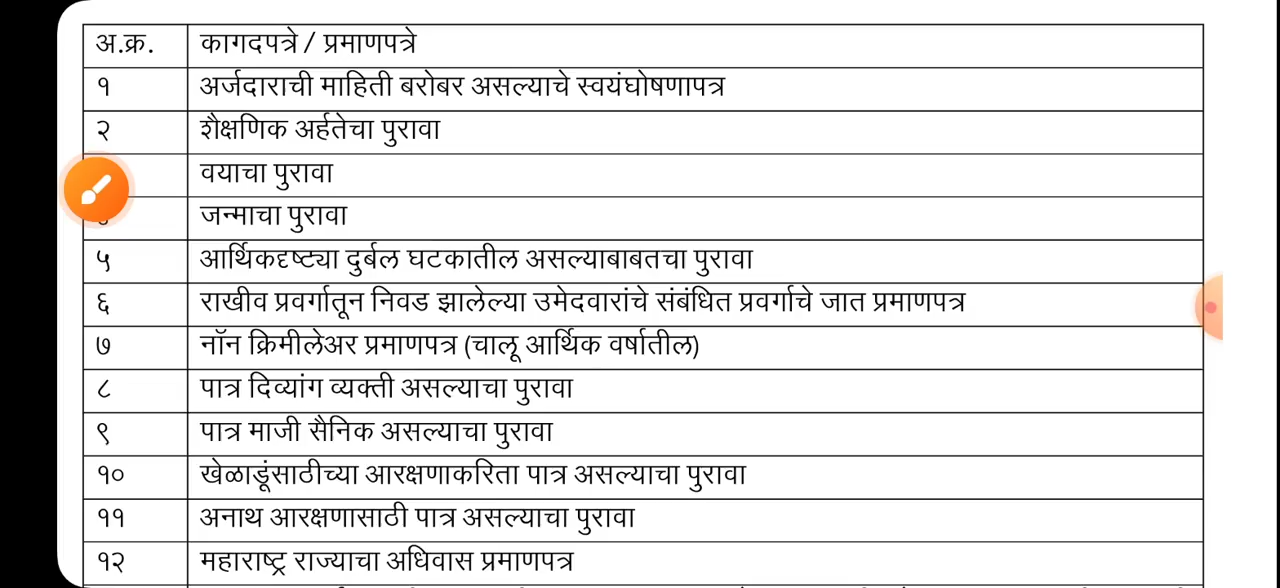 अ.क्र. कागदपत्रे / प्रमाणपत्रे
१ अर्जदाराची माहिती बरोबर असल्याचे स्वयंघोषणापत्र
२ शैक्षणिक अर्हतेचा पुरावा
वयाचा पुरावा
जन्माचा पुरावा
५ आर्थिकदृष्ट्या दुर्बल घटकातील असल्याबाबतचा पुरावा
६ राखीव प्रवर्गातून निवड झालेल्या उमेदवारांचे संबंधित प्रवर्गाचे जात प्रमाणपत्र
७ नॉन क्रिमीलेअर प्रमाणपत्र (चालू आर्थिक वर्षातील)
८ पात्र दिव्यांग व्यक्ती असल्याचा पुरावा
९ पात्र माजी सैनिक असल्याचा पुरावा
१० खेळाडूंसाठीच्या आरक्षणाकरिता पात्र असल्याचा पुरावा
११ अनाथ आरक्षणासाठी पात्र असल्याचा पुरावा
१२ महाराष्ट्र राज्याचा अधिवास प्रमाणपत्र